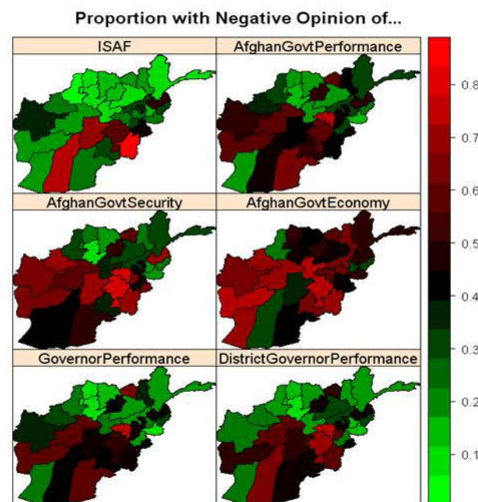 Proportion with Negative Opinion of...
ISAF
AfghanGovtPerformance
AfghanGovtSecurity
AfghanGovtEconomy
GovernorPerformance
DistrictGovernorPerformance
0.8
0.7
0.6
0.5
0.4
0.3
0.2
0.1